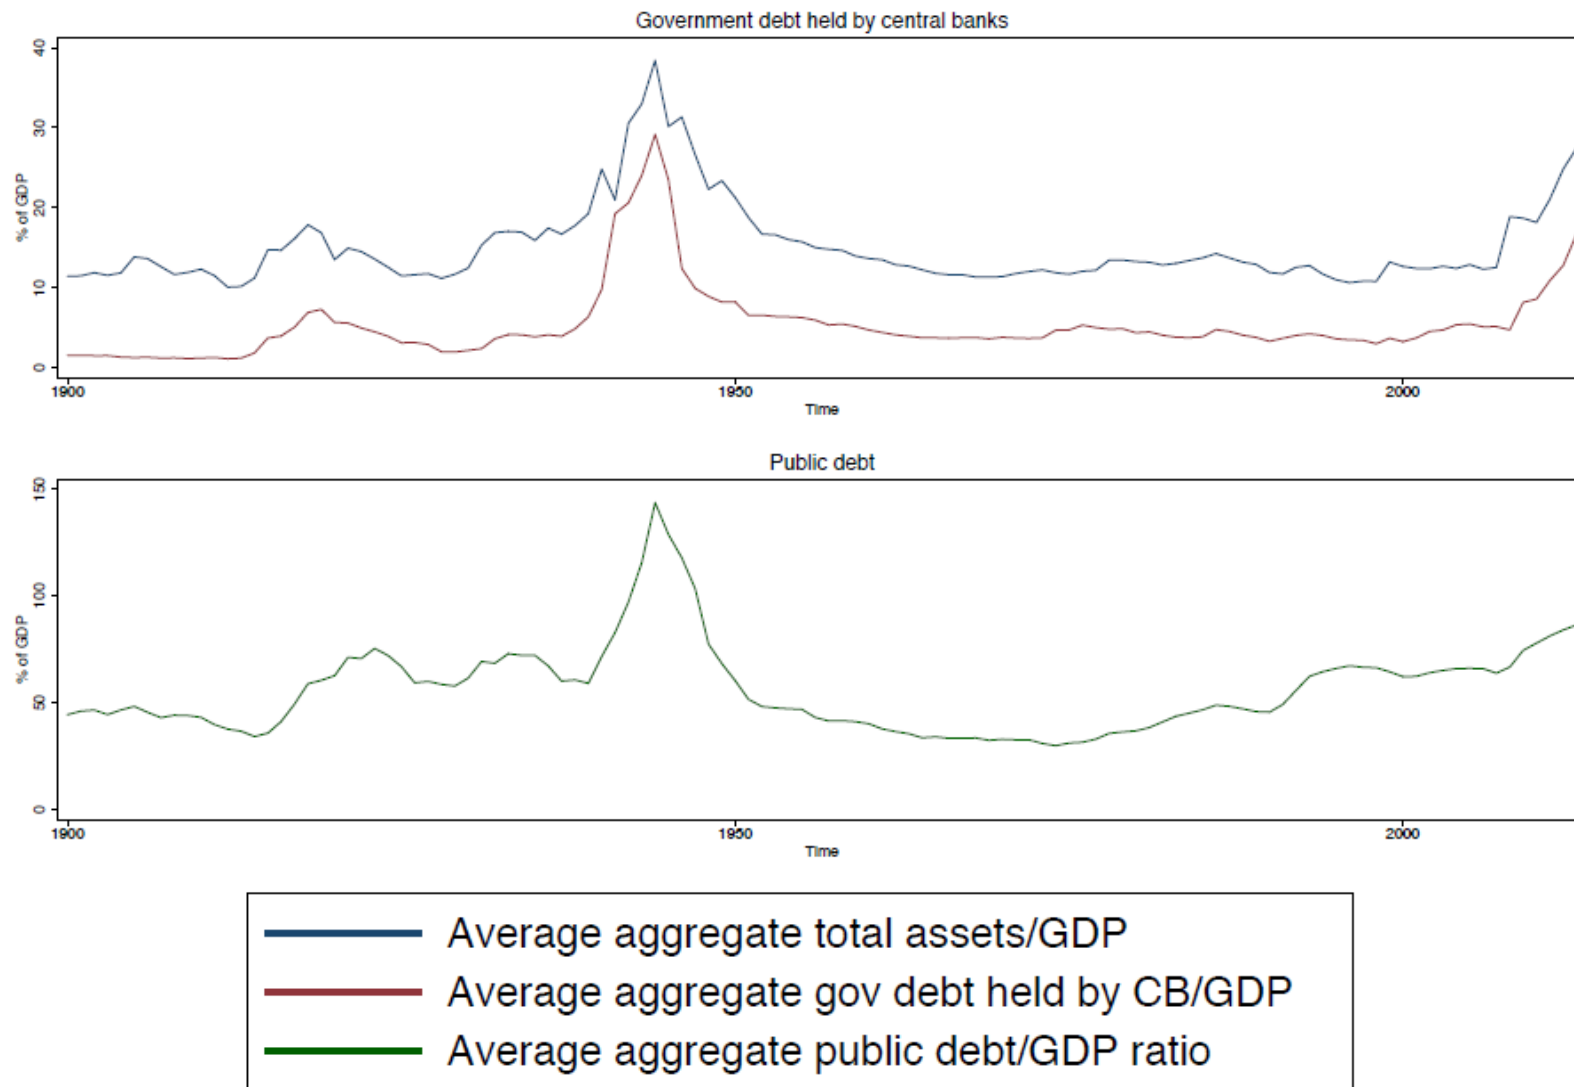 Government debt held by central banks
40
30
20
10
0
% of GDP
1900
1950
2000
Time
Public debt
150
100
50
0
% of GDP
1900
1950
2000
Time
Average aggregate total assets/GDP
Average aggregate gov debt held by CB/GDP
Average aggregate public debt/GDP ratio